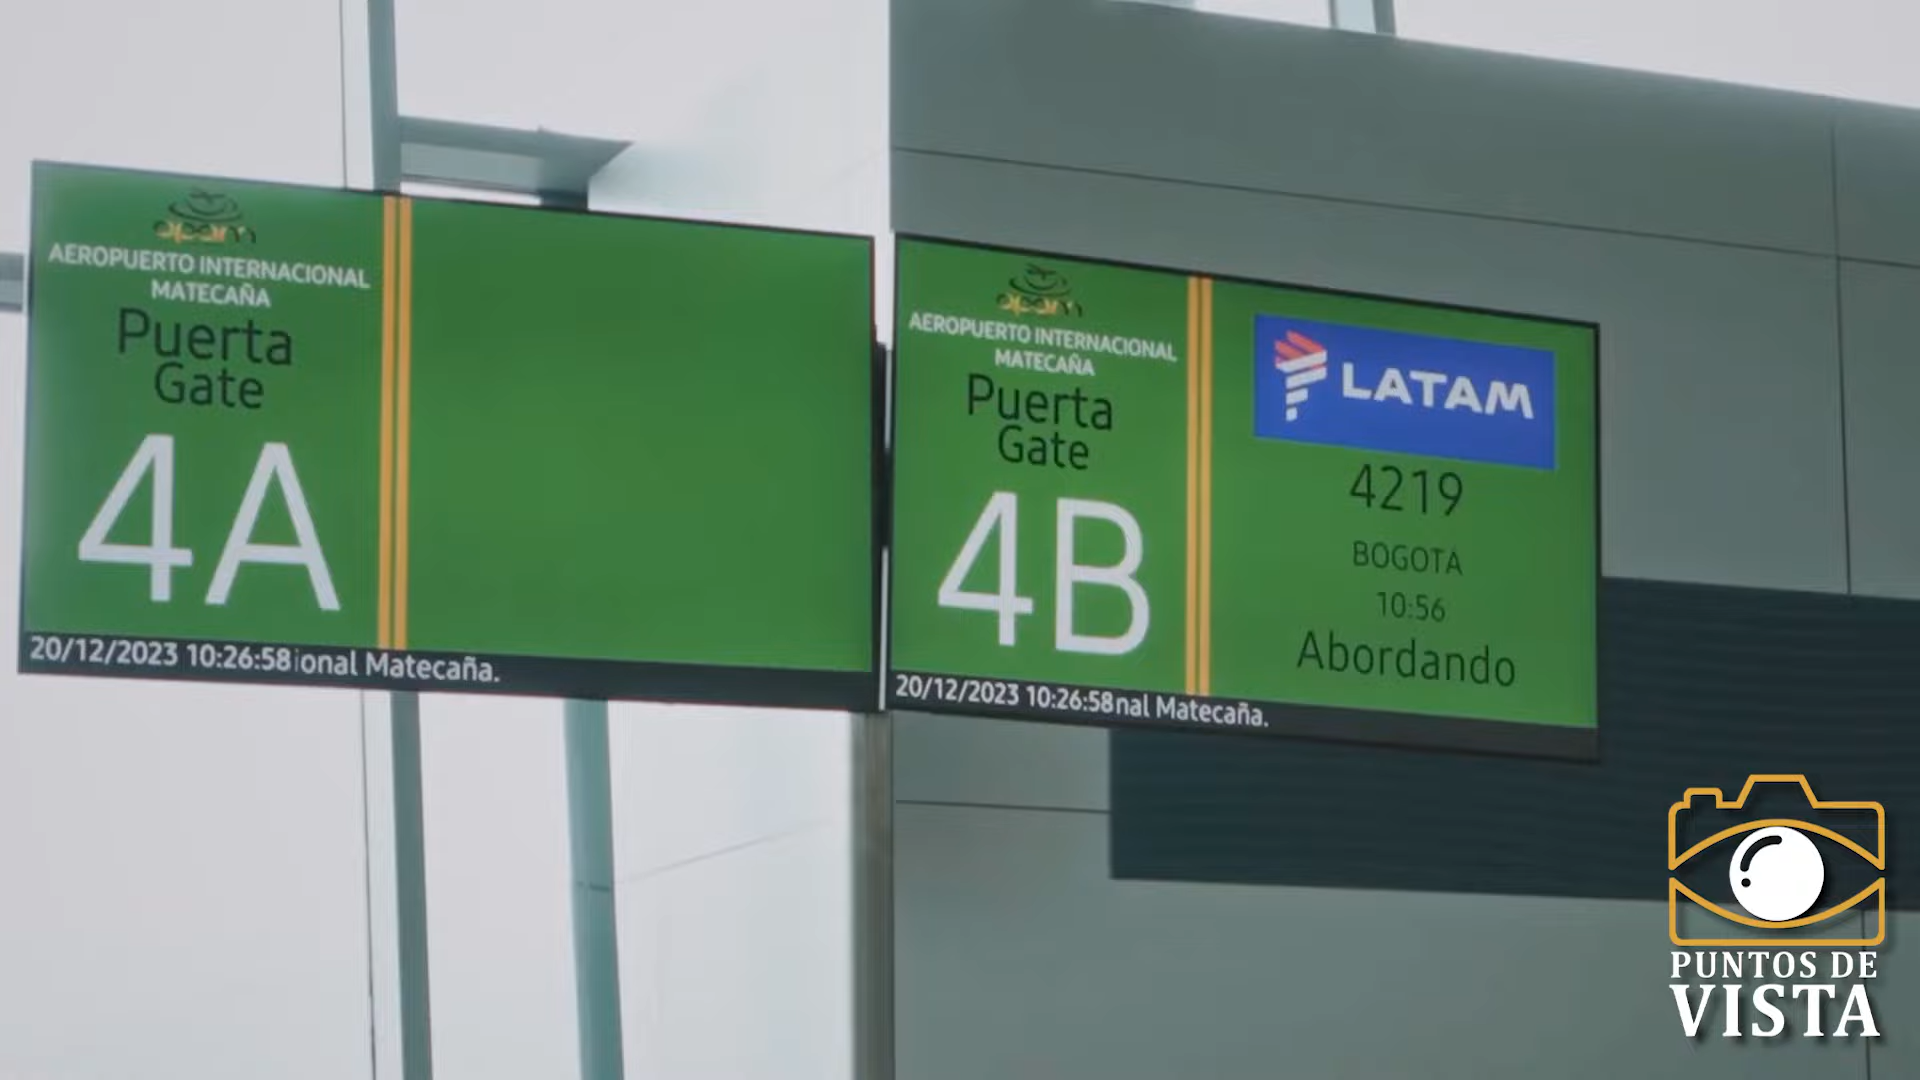 AEROPUERTO INTERNACIONAL
MATECAÑA
Puerta
Gate
4A
20/12/2023 10:26:58ional Matecaña.
AEROPUERTO INTERNACIONAL
MATECAÑA
Puerta
Gate
4B
LATAM
4219
BOGOTA
10:56
Abordando
20/12/2023 10:26:58nal Matecaña.
PUNTOS DE
VISTA